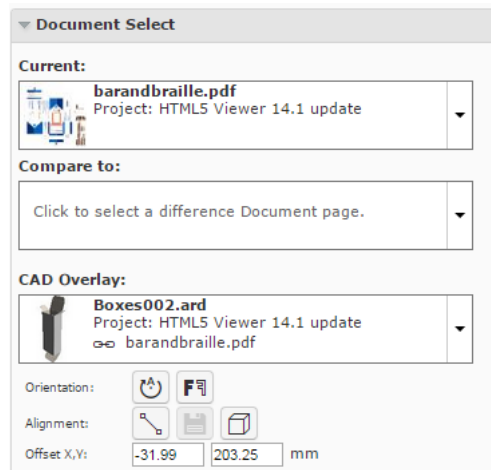 Document Select
Current:
barandbraille.pdf
Project: HTML5 Viewer 14.1 update
Compare to:
Click to select a difference Document page.
CAD Overlay:
Boxes002.ard
Project: HTML5 Viewer 14.1 update
barandbraille.pdf
Orientation:
Alignment:
Offset X,Y: -31.99 203.25 mm